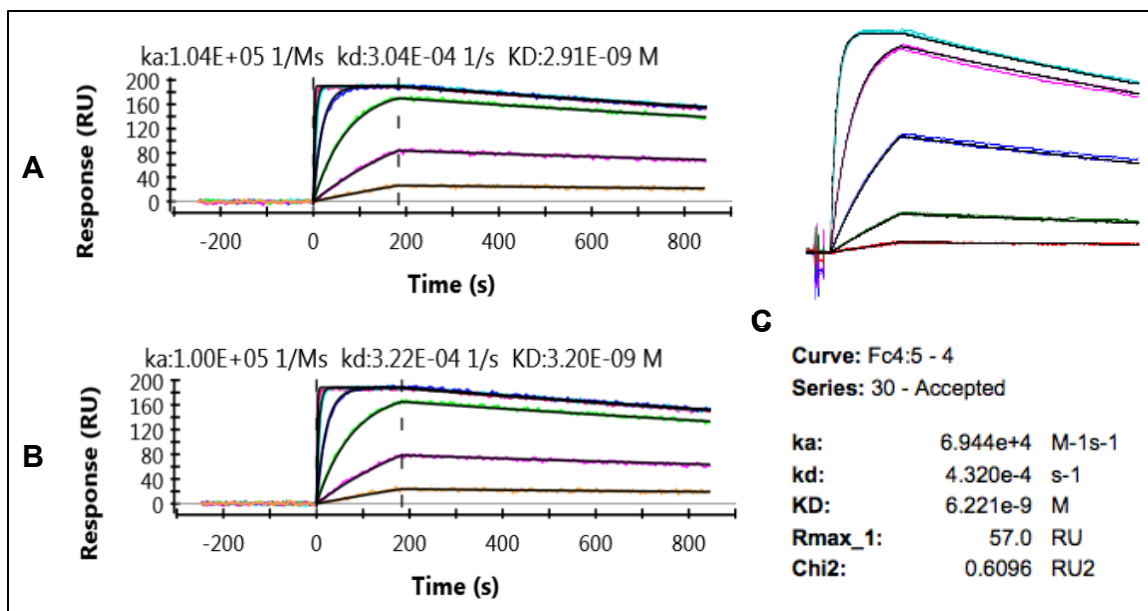 A
ka:1.04E+05 1/Ms kd:3.04E-04 1/s KD:2.91E-09 M
Response (RU)
200
160
120
80
40
0
-200 0 200 400 600 800
Time (s)
B
ka:1.00E+05 1/Ms kd:3.22E-04 1/s KD:3.20E-09 M
Response (RU)
200
160
120
80
40
0
-200 0 200 400 600 800
Time (s)
C
Curve: Fc4:5 - 4
Series: 30 - Accepted
ka: 6.944e+4 M-1s-1
kd: 4.320e-4 s-1
KD: 6.221e-9 M
Rmax_1: 57.0 RU
Chi2: 0.6096 RU2